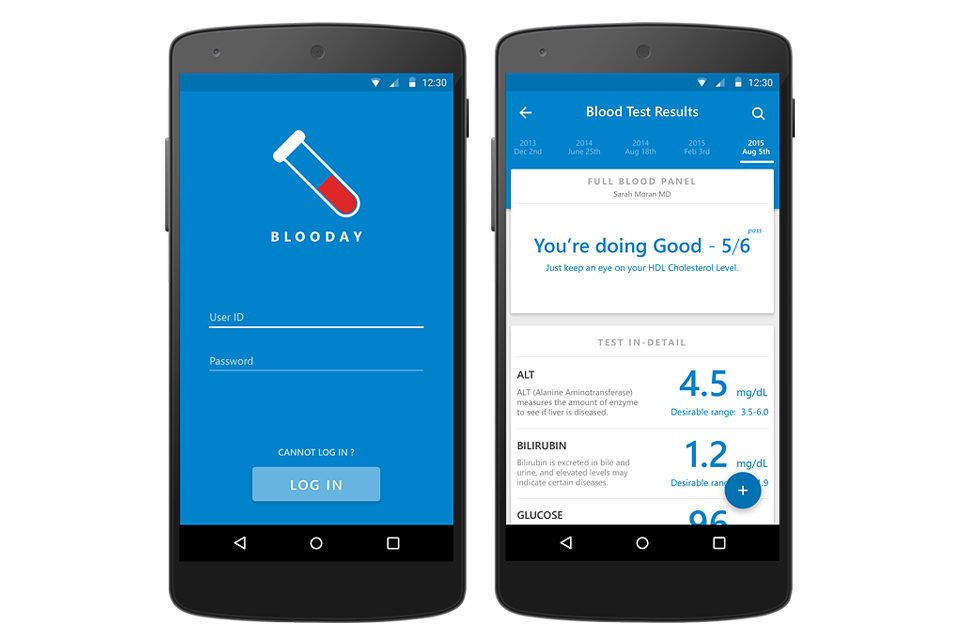 12:30
BLOODAY
User ID
Password
CANNOT LOG IN ?
LOG IN
12:30
Blood Test Results
2013 2014 2014 2015 2015
Dec 2nd June 25th Aug 18th Feb 3rd Aug 5th
FULL BLOOD PANEL
Sarah Moran MD
pass
You’re doing Good - 5/6
Just keep an eye on your HDL Cholesterol Level.
TEST IN-DETAIL
ALT
ALT (Alanine Aminotransferase)
measures the amount of enzyme
to see if liver is diseased.
4.5 mg/dL
Desirable range: 3.5-6.0
BILIRUBIN
Bilirubin is excreted in bile and
urine, and elevated levels may
indicate certain diseases.
1.2 mg/dL
Desirable
+
GLUCOSE
96